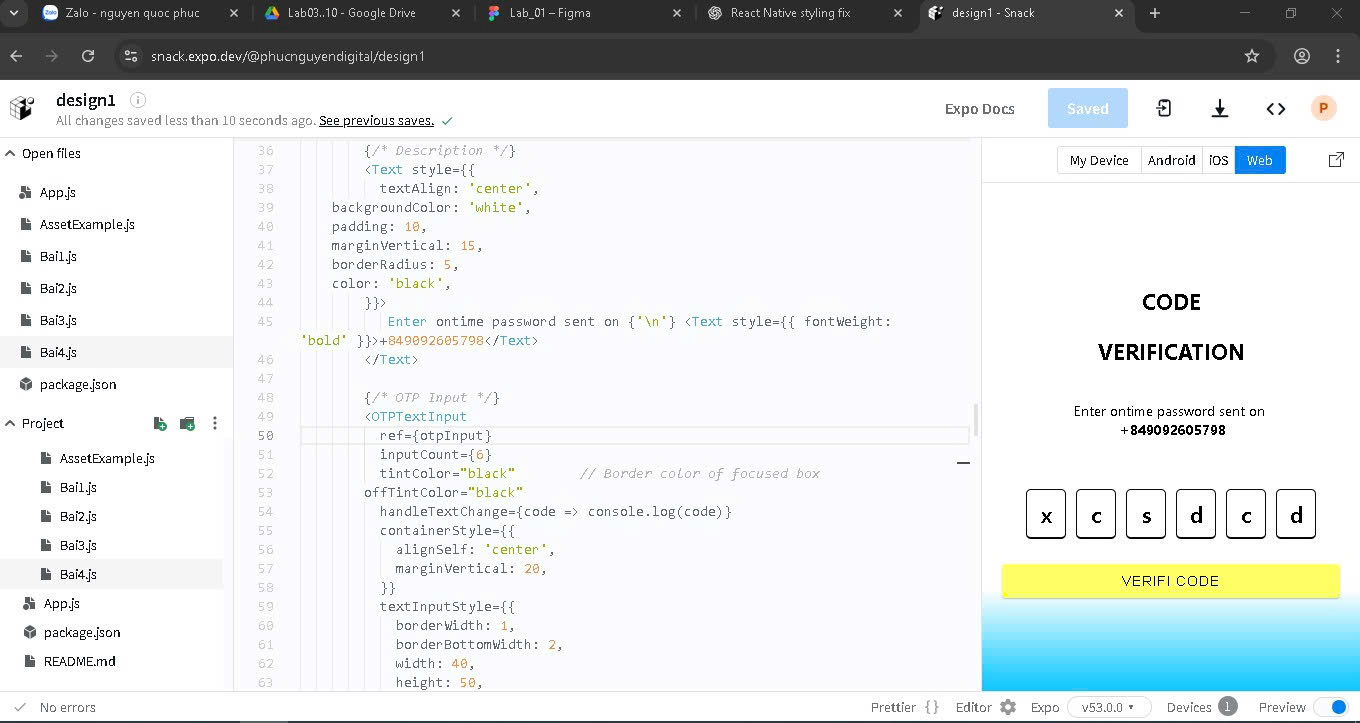 Zalo - nguyen quoc phuc
Lab03..10 - Google Drive
Lab_01 – Figma
React Native styling fix
design1 - Snack
snack.expo.dev/@phucnguyendigital/design1
design1
All changes saved less than 10 seconds ago. See previous saves.
Expo Docs
Saved
P
Open files
App.js
AssetExample.js
Bai1.js
Bai2.js
Bai3.js
Bai4.js
package.json
Project
AssetExample.js
Bai1.js
Bai2.js
Bai3.js
Bai4.js
App.js
package.json
README.md
36 {/* Description */}
37 <Text style={{
38 textAlign: 'center',
39 backgroundColor: 'white',
40 padding: 10,
41 marginVertical: 15,
42 borderRadius: 5,
43 color: 'black',
44 }}>
45 Enter ontime password sent on {'\n'} <Text style={{ fontWeight:
'bold' }}>+849092605798</Text>
46 </Text>
47
48 {/* OTP Input */}
49 <OTPTextInput
50 ref={otpInput}
51 inputCount={6}
52 tintColor="black" // Border color of focused box
53 offTintColor="black"
54 handleTextChange={code => console.log(code)}
55 containerStyle={{
56 alignSelf: 'center',
57 marginVertical: 20,
58 }}
59 textInputStyle={{
60 borderWidth: 1,
61 borderBottomWidth: 2,
62 width: 40,
63 height: 50,
My Device
Android
iOS
Web
CODE
VERIFICATION
Enter ontime password sent on
+849092605798
x c s d c d
VERIFI CODE
No errors
Prettier { }
Editor
Expo
v53.0.0
Devices 1
Preview